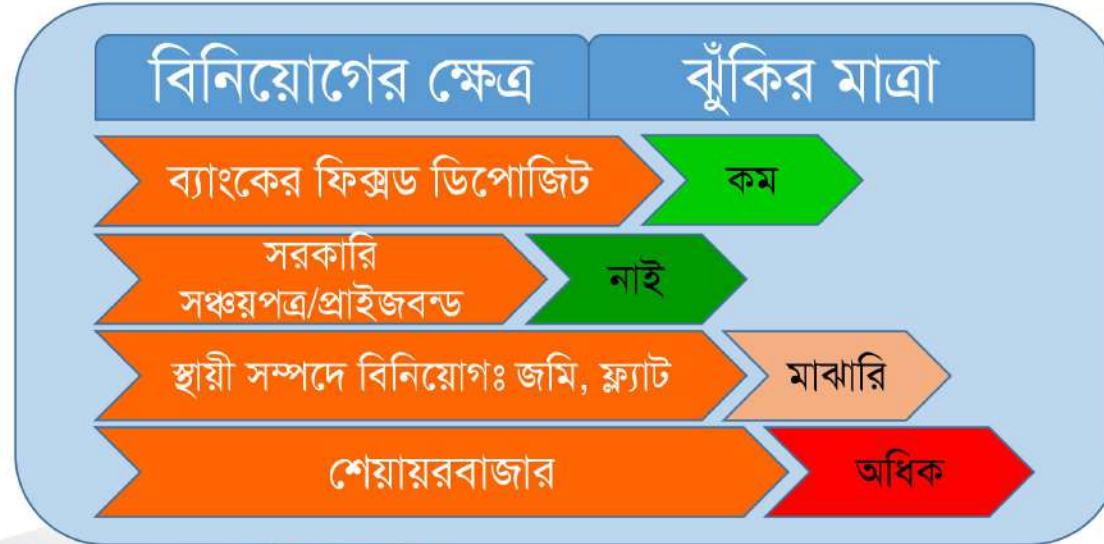 বিনিয়োগের ক্ষেত্র ঝুঁকির মাত্রা
ব্যাংকের ফিক্সড ডিপোজিট কম
সরকারি
সঞ্চয়পত্র/প্রাইজবন্ড নাই
স্থায়ী সম্পদে বিনিয়োগঃ জমি, ফ্ল্যাট মাঝারি
শেয়ায়রবাজার অধিক